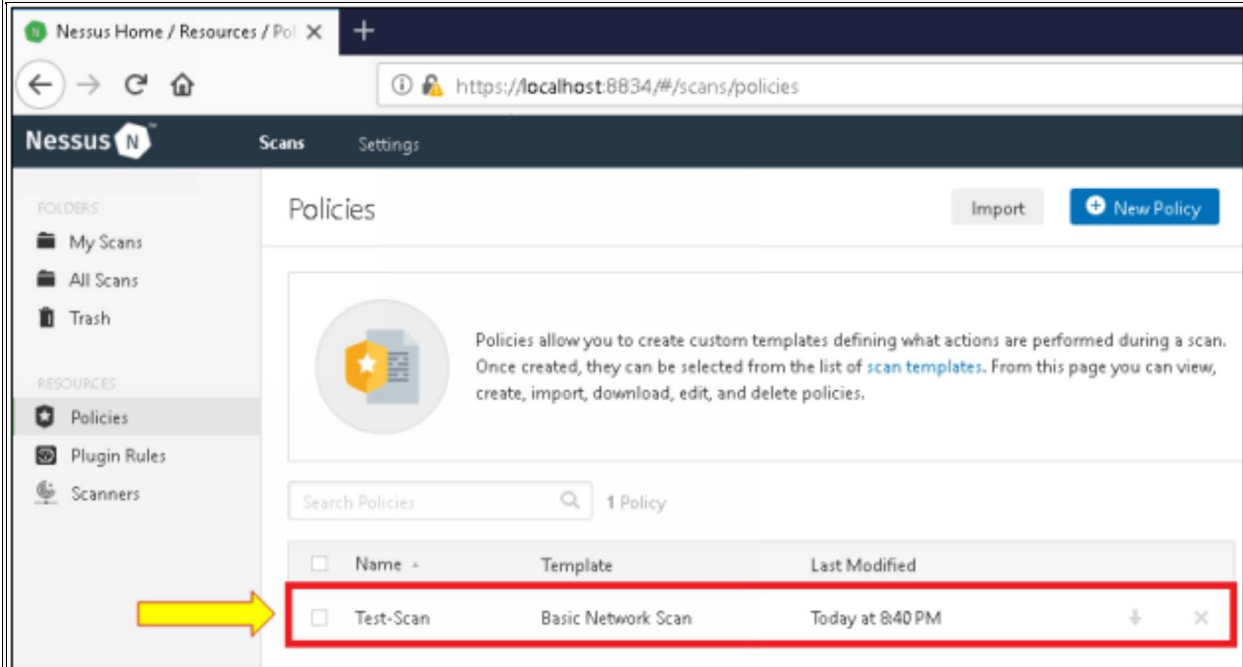 Nessus Home / Resources / Pol
https://localhost:8834/#/scans/policies
Nessus N
Scans Settings
FOLDERS
My Scans
All Scans
Trash
RESOURCES
Policies
Plugin Rules
Scanners
Policies
Import
New Policy
Policies allow you to create custom templates defining what actions are performed during a scan.
Once created, they can be selected from the list of scan templates. From this page you can view,
create, import, download, edit, and delete policies.
Search Policies
1 Policy
Name Template Last Modified
Test-Scan Basic Network Scan Today at 8:40 PM